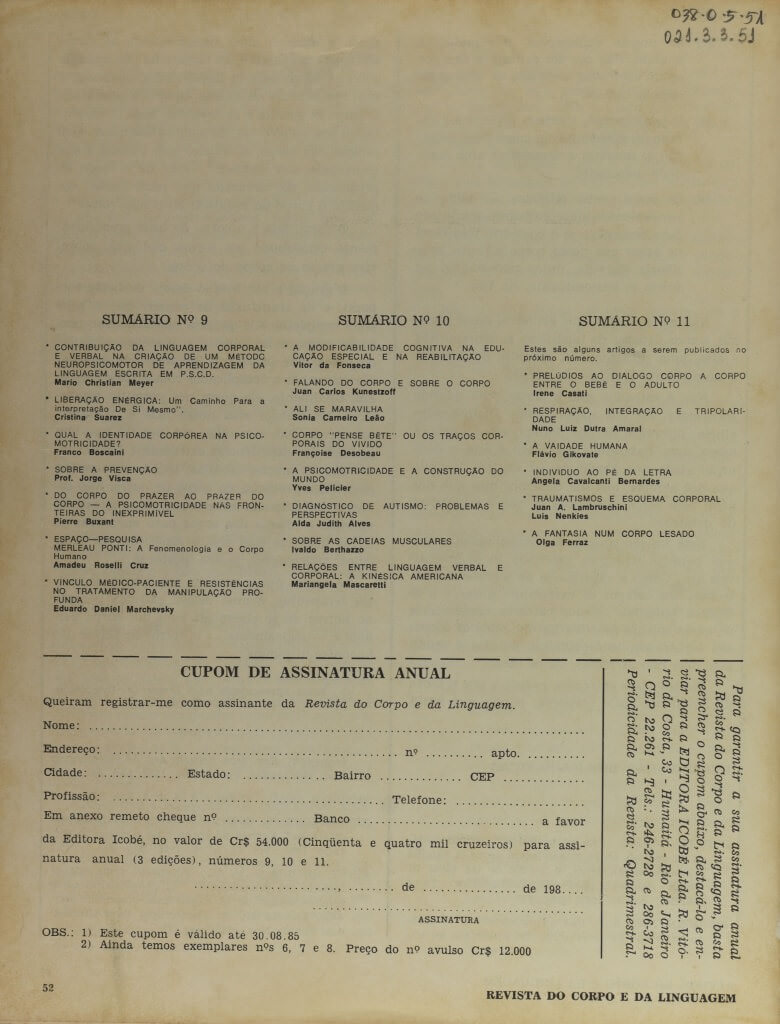 038.0.5.51
021.3.3.51
SUMÁRIO Nº 9
* CONTRIBUIÇÃO DA LINGUAGEM CORPORAL
E VERBAL NA CRIAÇÃO DE UM MÉTODO
NEUROPSICOMOTOR DE APRENDIZAGEM DA
LINGUAGEM ESCRITA EM P.S.C.D.
Mario Christian Meyer
* LIBERAÇÃO ENÉRGICA: Um Caminho Para a
interpretação De Si Mesmo".
Cristina Suarez
* QUAL A IDENTIDADE CORPÓREA NA PSICO-
MOTRICIDADE?
Franco Boscaini
* SOBRE A PREVENÇÃO
Prof. Jorge Visca
* DO CORPO DO PRAZER AO PRAZER DO
CORPO — A PSICOMOTRICIDADE NAS FRON-
TEIRAS DO INEXPRIMÍVEL
Pierre Buxant
* ESPAÇO—PESQUISA
MERLEAU PONTI: A Fenomenologia e o Corpo
Humano
Amadeu Roselli Cruz
* VINCULO MÉDICO-PACIENTE E RESISTÊNCIAS
NO TRATAMENTO DA MANIPULAÇÃO PRO-
FUNDA
Eduardo Daniel Marchevsky
SUMÁRIO Nº 10
* A MODIFICABILIDADE COGNITIVA NA EDU-
CAÇÃO ESPECIAL E NA REABILITAÇÃO
Vitor da Fonseca
* FALANDO DO CORPO E SOBRE O CORPO
Juan Carlos Kunestzoff
* ALI SE MARAVILHA
Sonia Carneiro Leão
* CORPO "PENSE BÊTE" OU OS TRAÇOS COR-
PORAIS DO VIVIDO
Françoise Desobeau
* A PSICOMOTRICIDADE E A CONSTRUÇÃO DO
MUNDO
Yves Pelicier
* DIAGNÓSTICO DE AUTISMO: PROBLEMAS E
PERSPECTIVAS
Alda Judith Alves
* SOBRE AS CADEIAS MUSCULARES
Ivaldo Berthazzo
* RELAÇÕES ENTRE LINGUAGEM VERBAL E
CORPORAL: A KINÉSICA AMERICANA
Mariangela Mascaretti
SUMÁRIO Nº 11
Estes são alguns artigos a serem publicados no
próximo número.
* PRELÚDIOS AO DIALOGO CORPO A CORPO
ENTRE O BEBÊ E O ADULTO
Irene Casati
* RESPIRAÇÃO, INTEGRAÇÃO E TRIPOLARI-
DADE
Nuno Luiz Dutra Amaral
* A VAIDADE HUMANA
Flávio Gikovate
* INDIVIDUO AO PÉ DA LETRA
Angela Cavalcanti Bernardes
* TRAUMATISMOS E ESQUEMA CORPORAL
Juan A. Lambruschini
Luis Nenkies
* A FANTASIA NUM CORPO LESADO
Olga Ferraz
CUPOM DE ASSINATURA ANUAL
Queiram registrar-me como assinante da Revista do Corpo e da Linguagem.
Nome: ..........
Endereço: .......... nº .......... apto. ..........
Cidade: .......... Estado: .......... Bairro .......... CEP ..........
Profissão: .......... Telefone: ..........
Em anexo remeto cheque nº .......... Banco .......... a favor
da Editora Icobé, no valor de Cr$ 54.000 (Cinqüenta e quatro mil cruzeiros) para assi-
natura anual (3 edições), números 9, 10 e 11.
.........., ........ de .......... de 198....
ASSINATURA
OBS.: 1) Este cupom é válido até 30.08.85
2) Ainda temos exemplares nºs 6, 7 e 8. Preço do nº avulso Cr$ 12.000
Para garantir a sua assinatura anual
da Revista do Corpo e da Linguagem, basta
preencher o cupom abaixo, destacá-lo e en-
viar para a EDITORA ICOBÉ Ltda. R. Vitó-
rio da Costa, 33 - Humaitá - Rio de Janeiro
- CEP 22.261 - Tels.: 246-2728 e 286-3718
Periodicidade da Revista: Quadrimestral.
52
REVISTA DO CORPO E DA LINGUAGEM